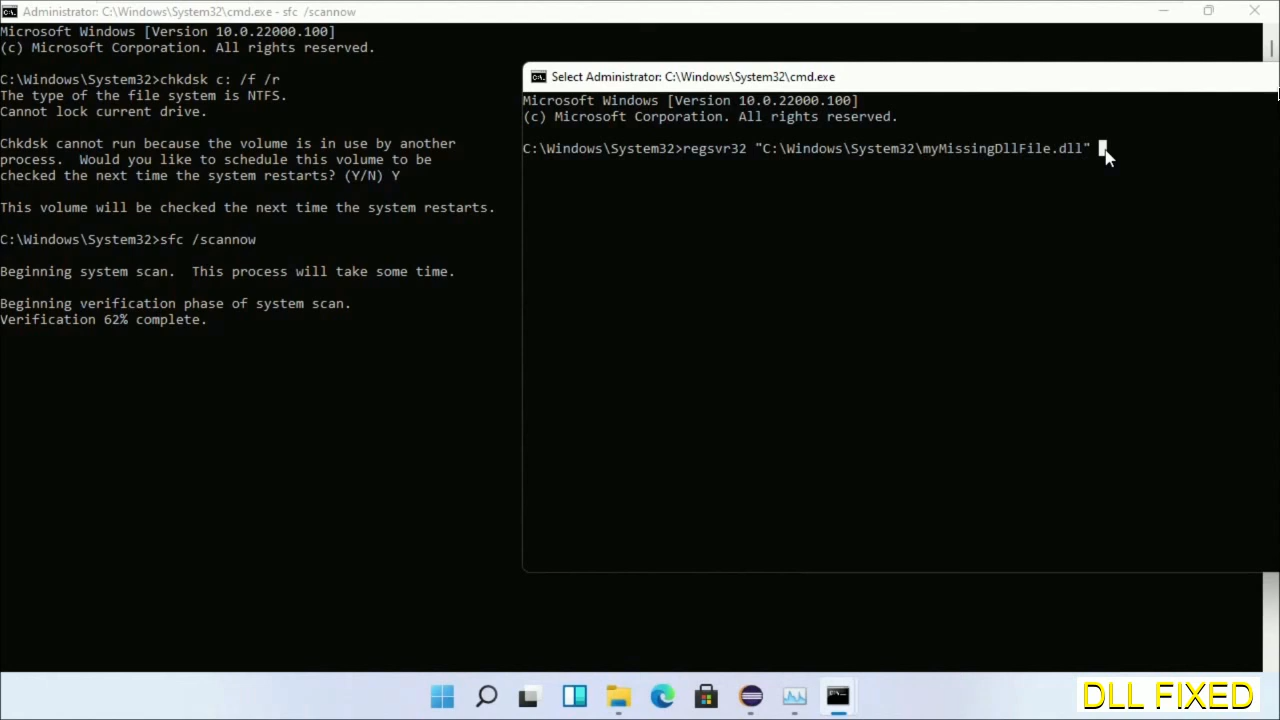 Administrator: C:\Windows\System32\cmd.exe - sfc /scannow
Microsoft Windows [Version 10.0.22000.100]
(c) Microsoft Corporation. All rights reserved.
C:\Windows\System32>chkdsk c: /f /r
The type of the file system is NTFS.
Cannot lock current drive.
Chkdsk cannot run because the volume is in use by another
process.  Would you like to schedule this volume to be
checked the next time the system restarts? (Y/N) Y
This volume will be checked the next time the system restarts.
C:\Windows\System32>sfc /scannow
Beginning system scan.  This process will take some time.
Beginning verification phase of system scan.
Verification 62% complete.
Select Administrator: C:\Windows\System32\cmd.exe
Microsoft Windows [Version 10.0.22000.100]
(c) Microsoft Corporation. All rights reserved.
C:\Windows\System32>regsvr32 "C:\Windows\System32\myMissingDllFile.dll"
DLL FIXED